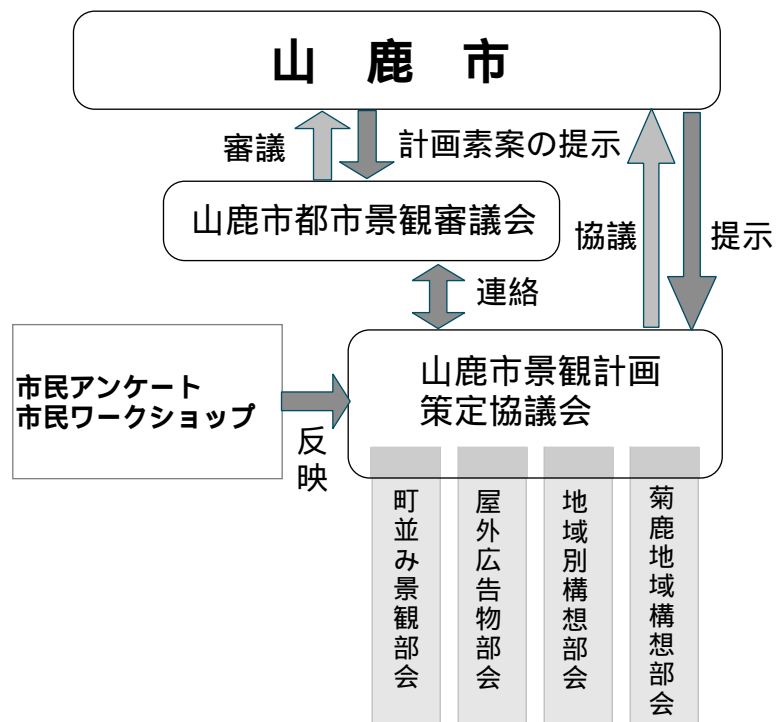 山 鹿 市
審議
計画素案の提示
山鹿市都市景観審議会
協議
提示
連絡
市民アンケート
市民ワークショップ
反映
山鹿市景観計画
策定協議会
町並み景観部会
屋外広告物部会
地域別構想部会
菊鹿地域構想部会